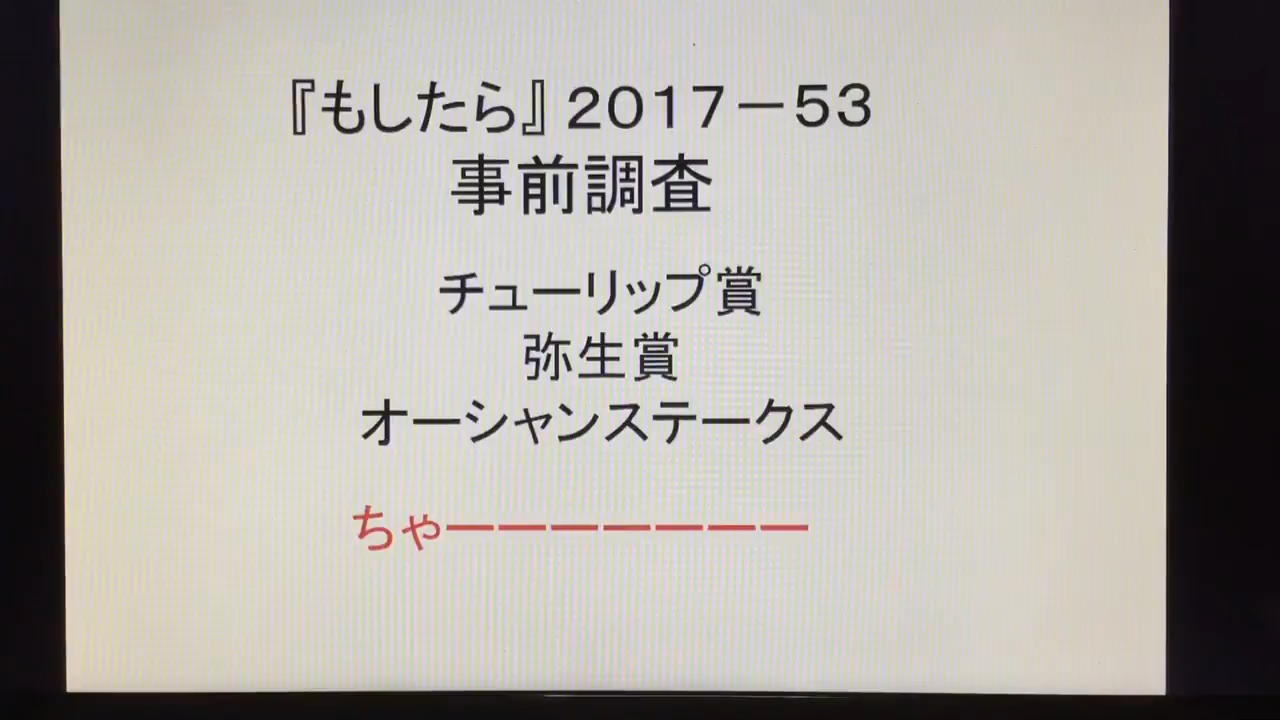 『もしたら』２０１７－５３
事前調査
チューリップ賞
弥生賞
オーシャンステークス
ちゃーーーーーーー